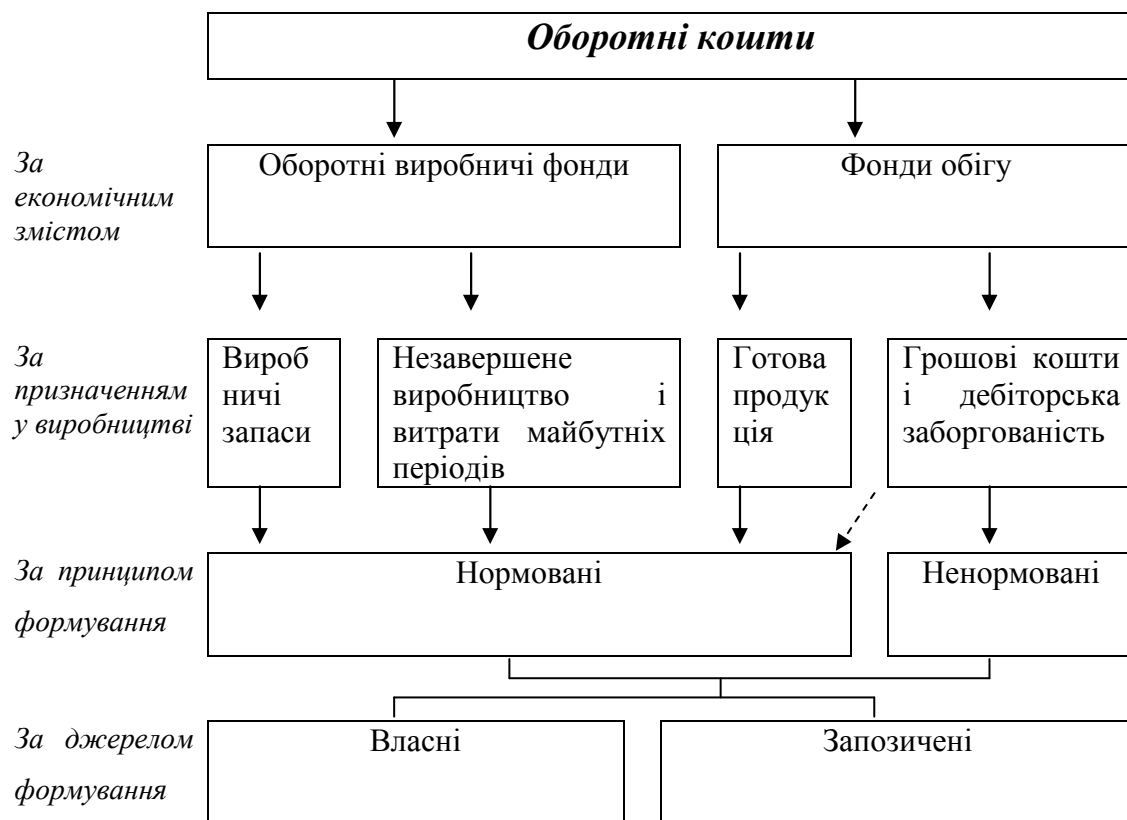 Оборотні кошти
За
економічним
змістом
Оборотні виробничі фонди
Фонди обігу
За
призначенням
у виробництві
Вироб
ничі
запаси
Незавершене
виробництво і
витрати майбутніх
періодів
Готова
продук
ція
Грошові кошти
і дебіторська
заборгованість
За принципом
формування
Нормовані
Ненормовані
За джерелом
формування
Власні
Запозичені